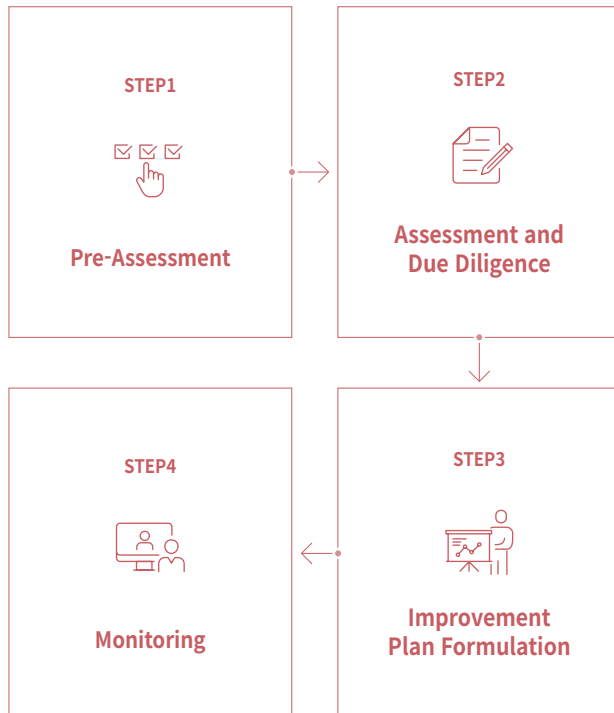 STEP1
Pre-Assessment
STEP2
Assessment and
Due Diligence
STEP3
Improvement
Plan Formulation
STEP4
Monitoring